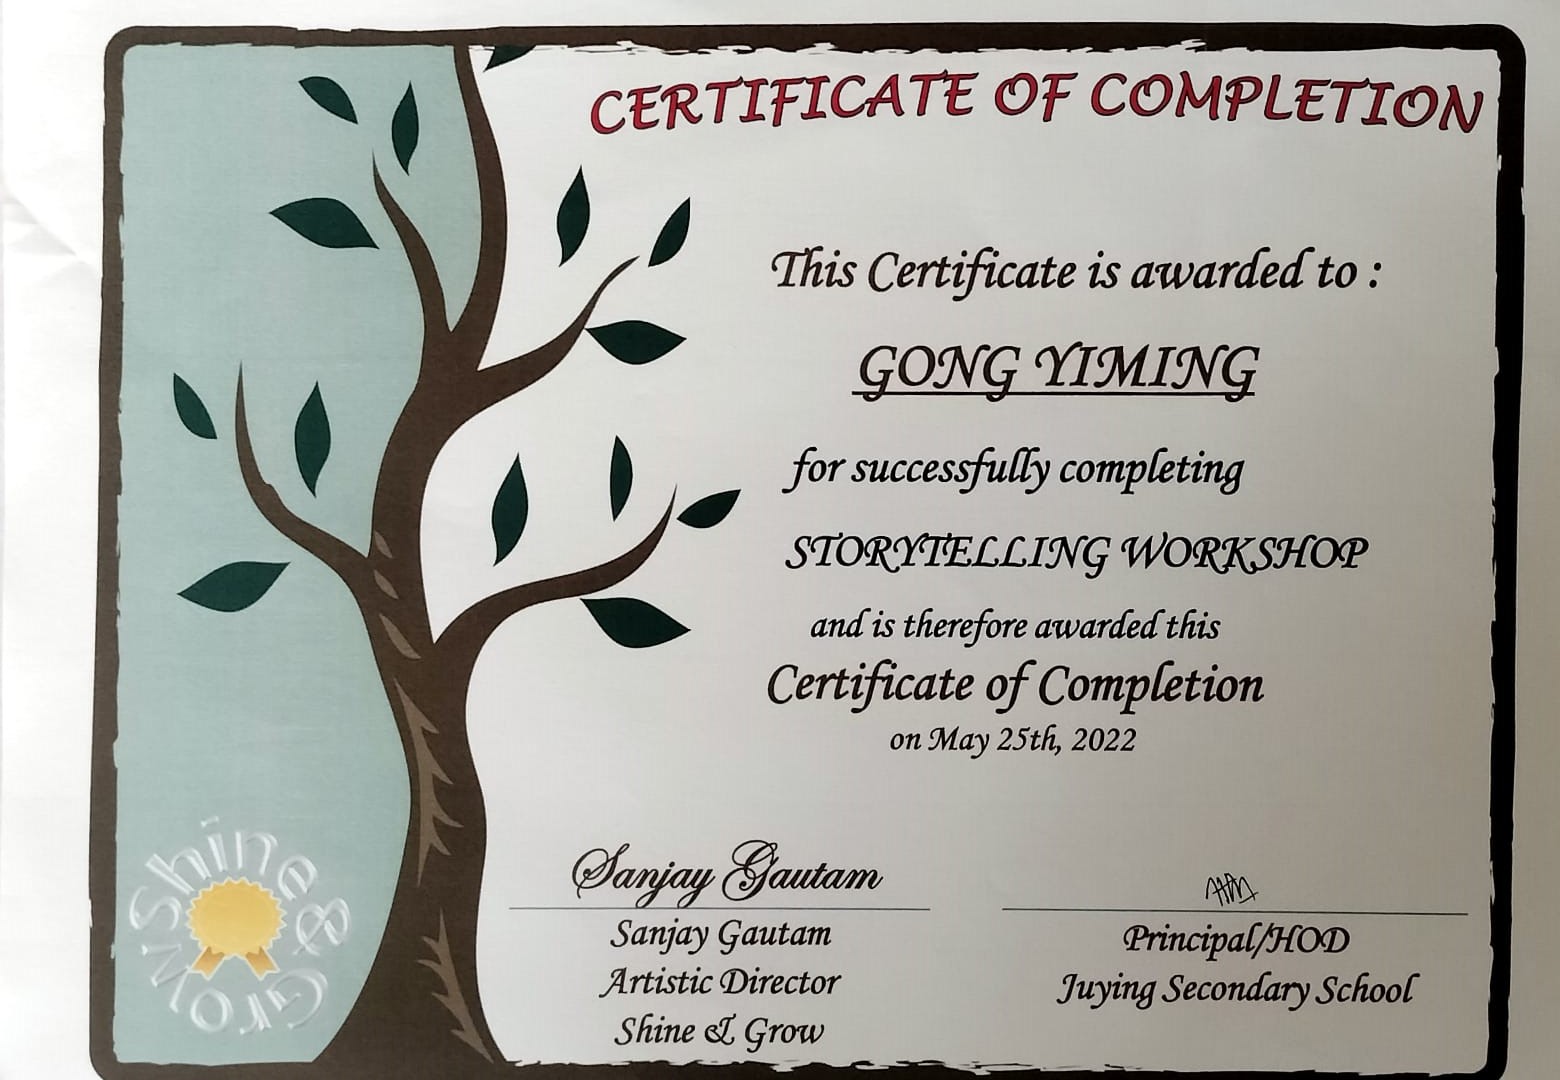 CERTIFICATE OF COMPLETION
This Certificate is awarded to :
GONG YIMING
for successfully completing
STORYTELLING WORKSHOP
and is therefore awarded this
Certificate of Completion
on May 25th, 2022
Sanjay Gautam
Sanjay Gautam
Artistic Director
Shine & Grow
Principal/HOD
Juying Secondary School
Shine & Grow